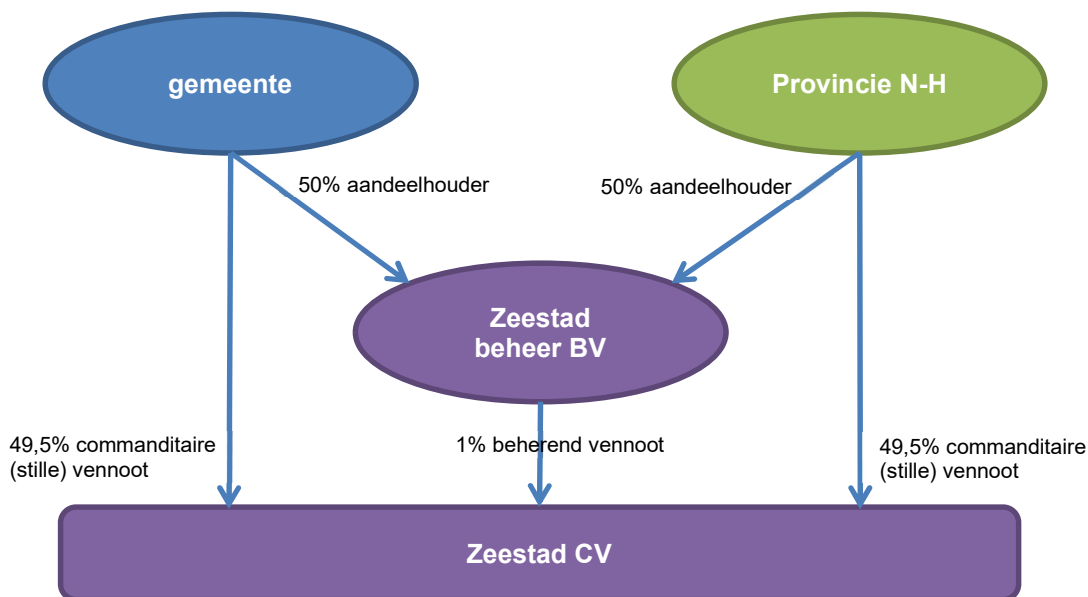 gemeente
Provincie N-H
50% aandeelhouder
50% aandeelhouder
Zeestad
beheer BV
49,5% commanditaire
(stille) vennoot
1% beherend vennoot
49,5% commanditaire
(stille) vennoot
Zeestad CV